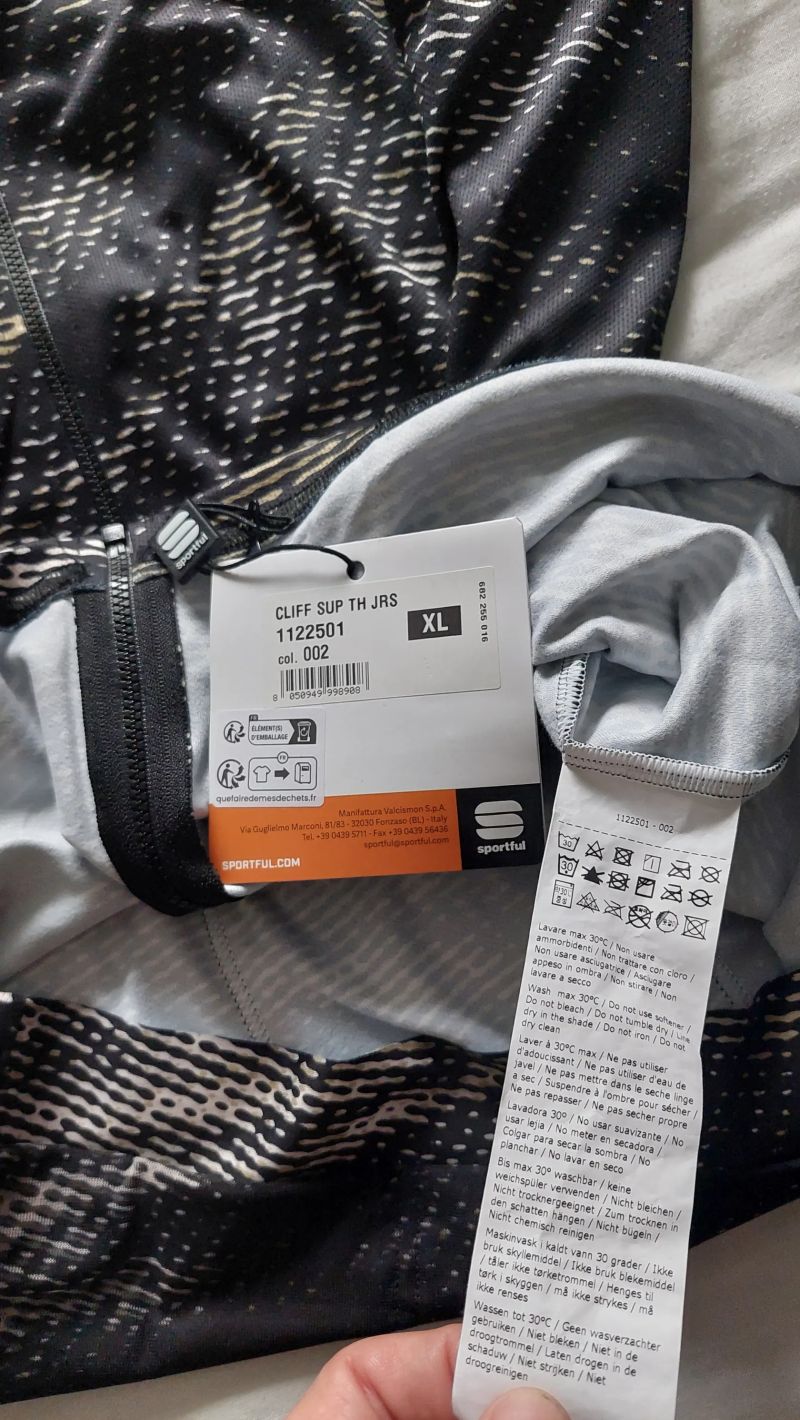 sportful
CLIFF SUP TH JRS
1122501
col. 002
XL
682 255 016
8 050949 998908
FR
ÉLÉMENT(S)
D'EMBALLAGE
FR
quefairedemesdechets.fr
Manifattura Valcismon S.p.A.
Via Guglielmo Marconi, 81/83 - 32030 Fonzaso (BL) - Italy
Tel. +39 0439 5711 - Fax +39 0439 56436
sportful@sportful.com
SPORTFUL.COM
sportful
1122501 - 002
30
30
Lavare max 30°C / Non usare
ammorbidenti / Non trattare con cloro /
Non usare asciugatrice / Asciugare
appeso in ombra / Non stirare / Non
lavare a secco
Wash max 30°C / Do not use softener /
Do not bleach / Do not tumble dry / Line
dry in the shade / Do not iron / Do not
dry clean
Laver à 30°C max / Ne pas utiliser
d'adoucissant / Ne pas utiliser d'eau de
javel / Ne pas mettre dans le seche linge
a sec / Suspendre à l'ombre pour sécher /
Ne pas repasser / Ne pas secher propre
Lavadora 30° / No usar suavizante / No
usar lejia / No meter en secadora /
Colgar para secar la sombra / No
planchar / No lavar en seco
Bis max 30° waschbar / keine
weichspüler verwenden / Nicht bleichen /
Nicht trocknergeeignet / Zum trocknen in
den schatten hängen / Nicht bügeln /
Nicht chemisch reinigen
Maskinvask i kaldt vann 30 grader / Ikke
bruk skyllemiddel / Ikke bruk blekemiddel
/ tåler ikke tørketrommel / Henges til
tørk i skyggen / må ikke strykes / må
ikke renses
Wassen tot 30°C / Geen wasverzachter
gebruiken / Niet bleken / Niet in de
droogtrommel / Laten drogen in de
schaduw / Niet strijken / Niet
droogreinigen